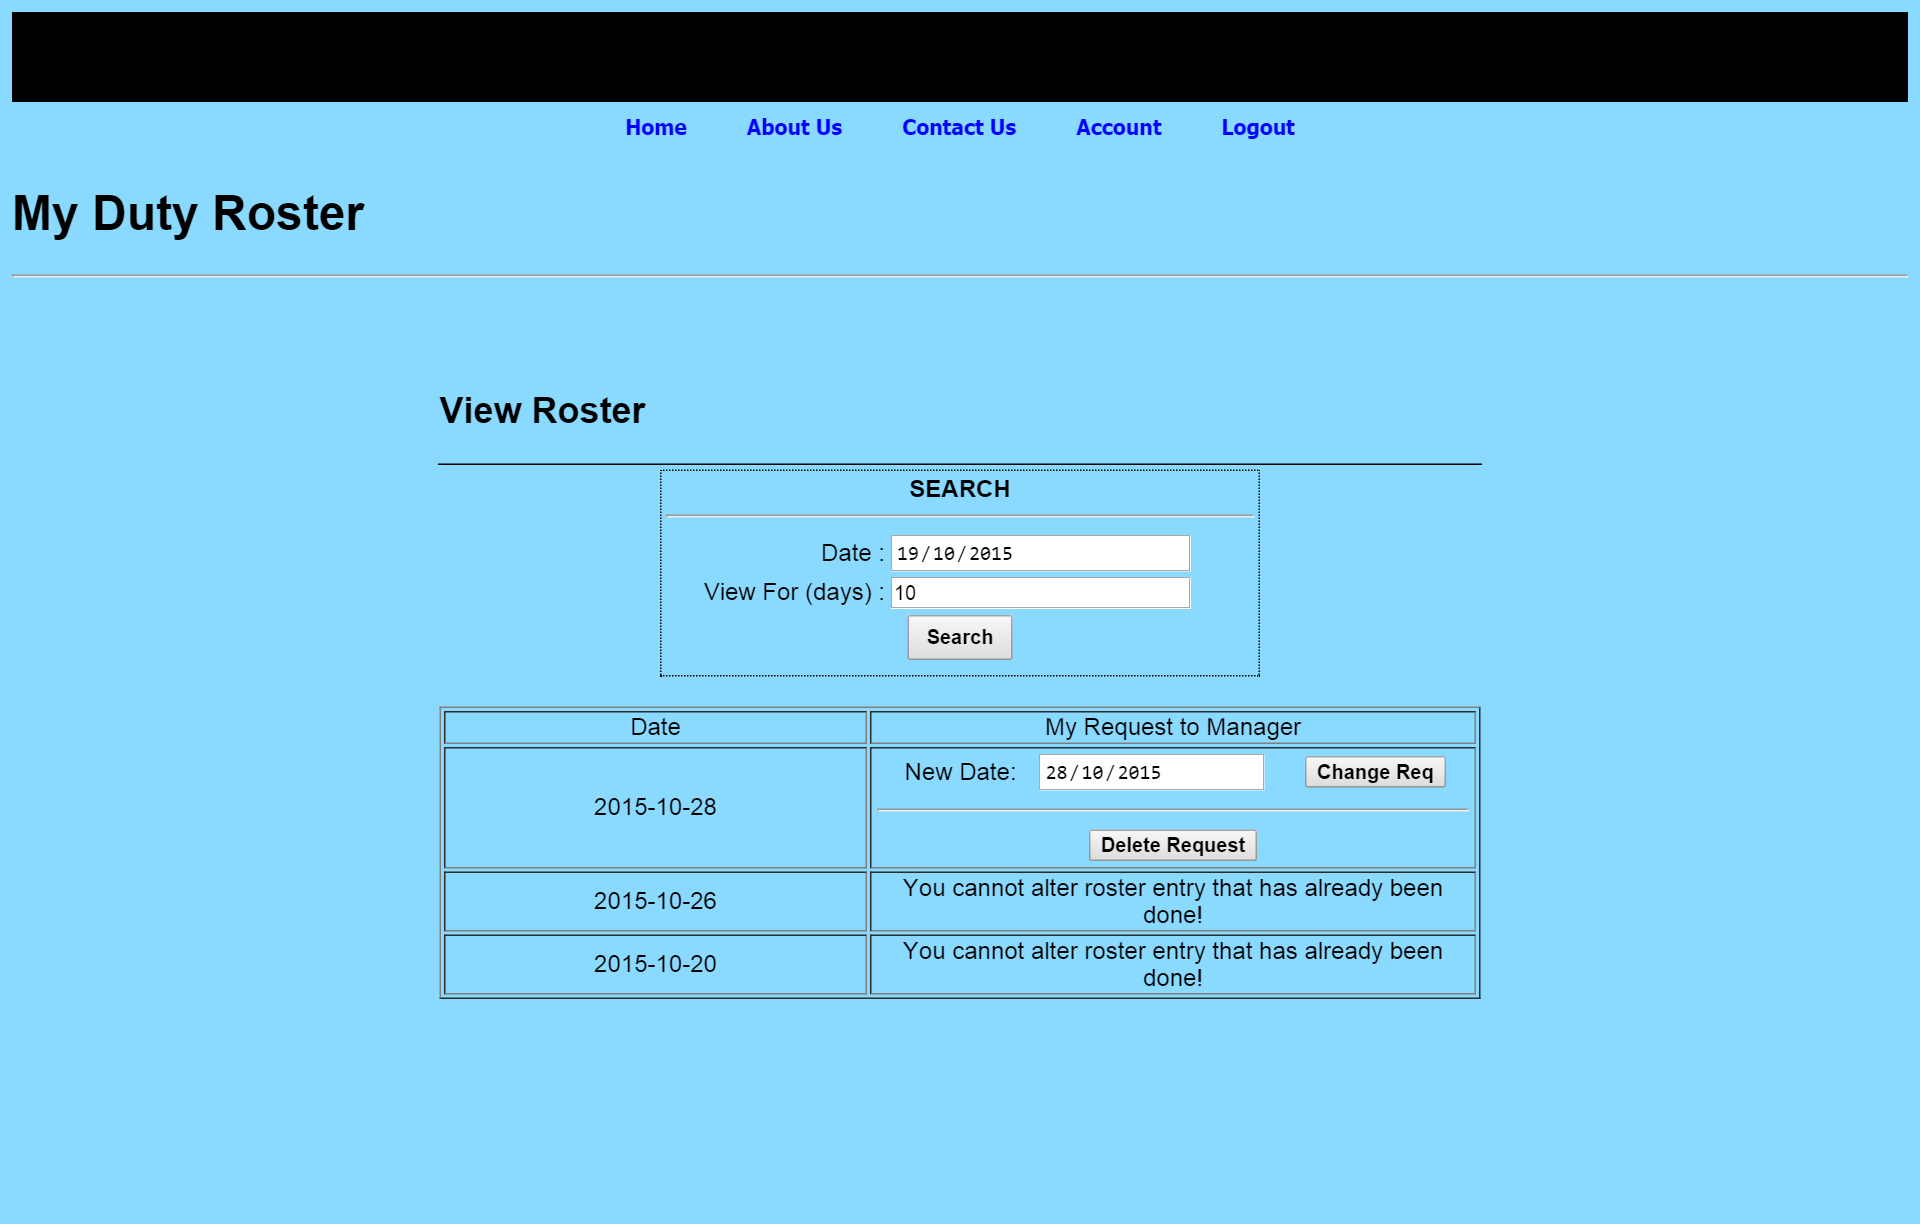 Home About Us Contact Us Account Logout
My Duty Roster
View Roster
SEARCH
Date : 19/10/2015
View For (days) : 10
Search
Date My Request to Manager
2015-10-28 New Date: 28/10/2015 Change Req
Delete Request
2015-10-26 You cannot alter roster entry that has already been
done!
2015-10-20 You cannot alter roster entry that has already been
done!